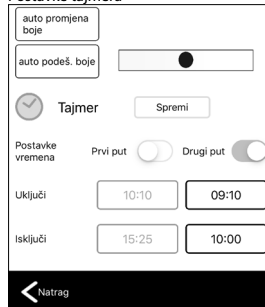 Postavke tajmera
auto promjena
boje
auto podeš. boje
Tajmer
Spremi
Postavke
vremena
Prvi put
Drugi put
Uključi
10:10
09:10
Isključi
15:25
10:00
Natrag